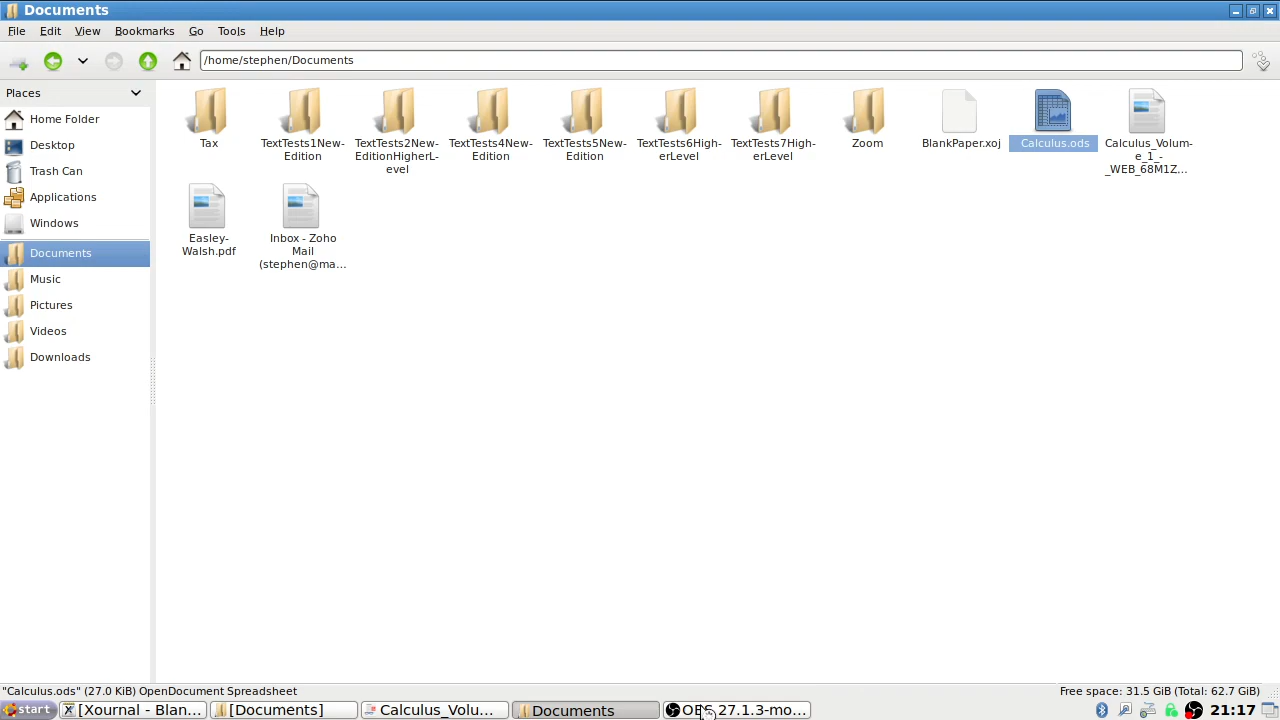 Documents
File Edit View Bookmarks Go Tools Help
/home/stephen/Documents
Places
Home Folder
Desktop
Trash Can
Applications
Windows
Documents
Music
Pictures
Videos
Downloads
Tax
TextTests1New-
Edition
TextTests2New-
EditionHigherL-
evel
TextTests4New-
Edition
TextTests5New-
Edition
TextTests6High-
erLevel
TextTests7High-
erLevel
Zoom
BlankPaper.xoj
Calculus.ods
Calculus_Volum-
e_1_-
_WEB_68M1Z...
Easley-
Walsh.pdf
Inbox - Zoho
Mail
(stephen@ma...
"Calculus.ods" (27.0 KiB) OpenDocument Spreadsheet
Free space: 31.5 GiB (Total: 62.7 GiB)
start
[Xournal - Blan...
[Documents]
Calculus_Volu...
Documents
OBS 27.1.3-mo...
21:17